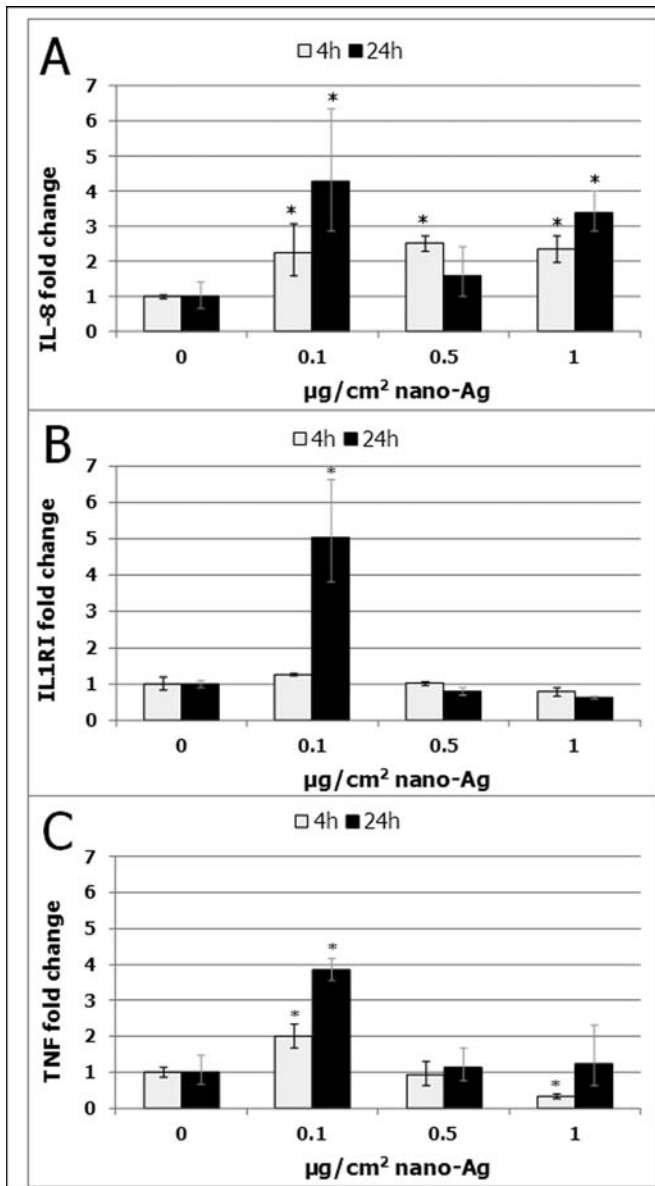 A
4h 24h
7
6
5
4
3
2
1
0
IL-8 fold change
* * * * *
0 0.1 0.5 1
µg/cm² nano-Ag
B
4h 24h
7
6
5
4
3
2
1
0
IL1RI fold change
*
0 0.1 0.5 1
µg/cm² nano-Ag
C
4h 24h
7
6
5
4
3
2
1
0
TNF fold change
* * *
0 0.1 0.5 1
µg/cm² nano-Ag